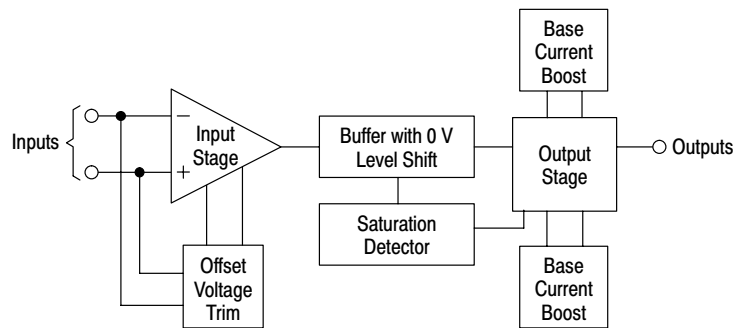 Base
Current
Boost
Inputs
−
+
Input
Stage
Buffer with 0 V
Level Shift
Output
Stage
Outputs
Saturation
Detector
Offset
Voltage
Trim
Base
Current
Boost